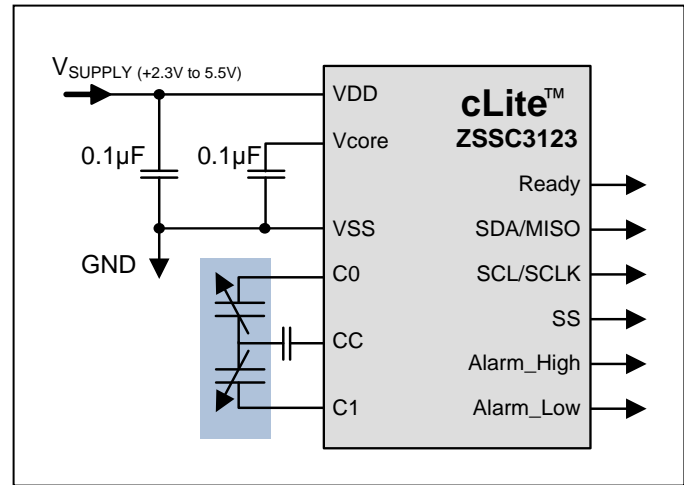 VSUPPLY (+2.3V to 5.5V)
VDD
cLite™
ZSSC3123
Vcore
0.1µF
0.1µF
Ready
VSS
SDA/MISO
GND
C0
SCL/SCLK
SS
CC
Alarm_High
C1
Alarm_Low